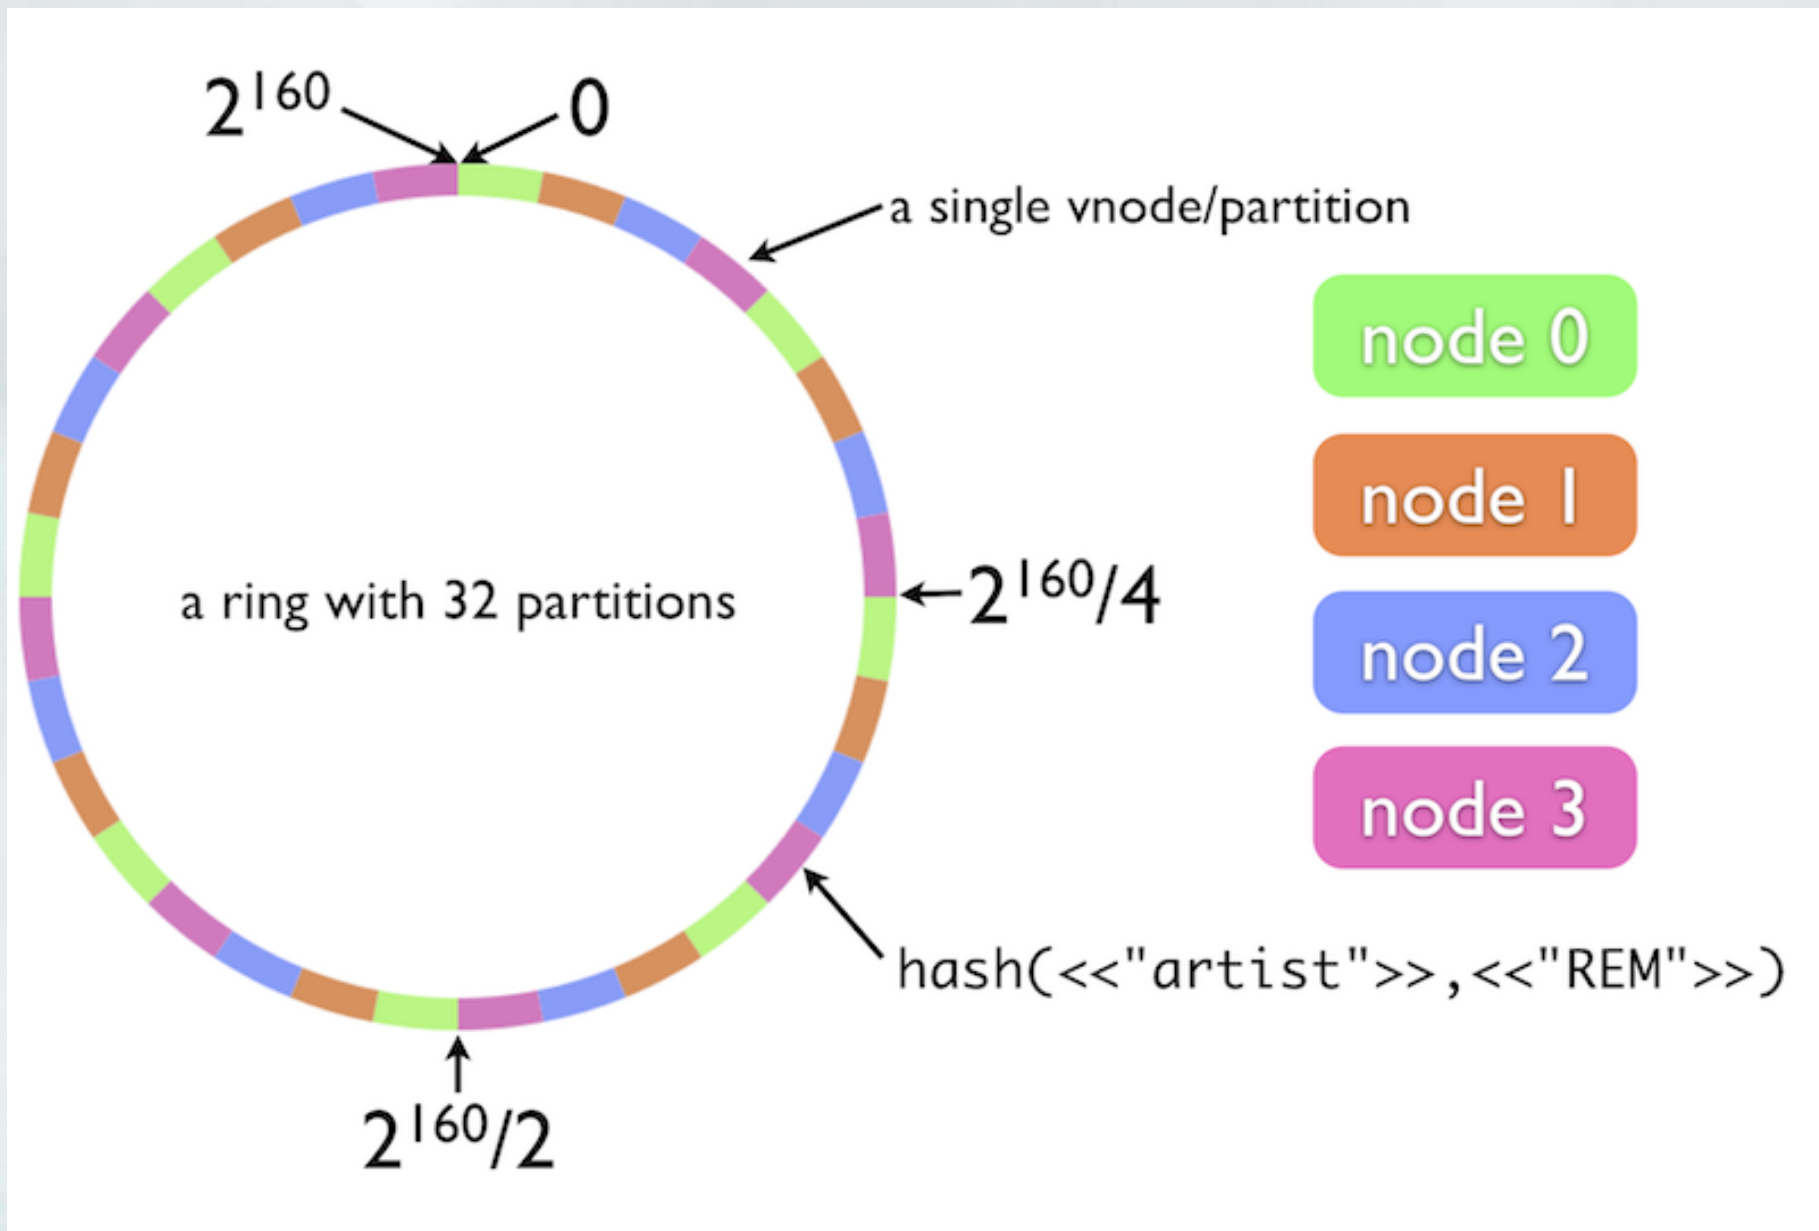 2¹⁶⁰
0
a single vnode/partition
node 0
node 1
node 2
node 3
a ring with 32 partitions
2¹⁶⁰/4
hash(<<"artist">>,<<"REM">>)
2¹⁶⁰/2